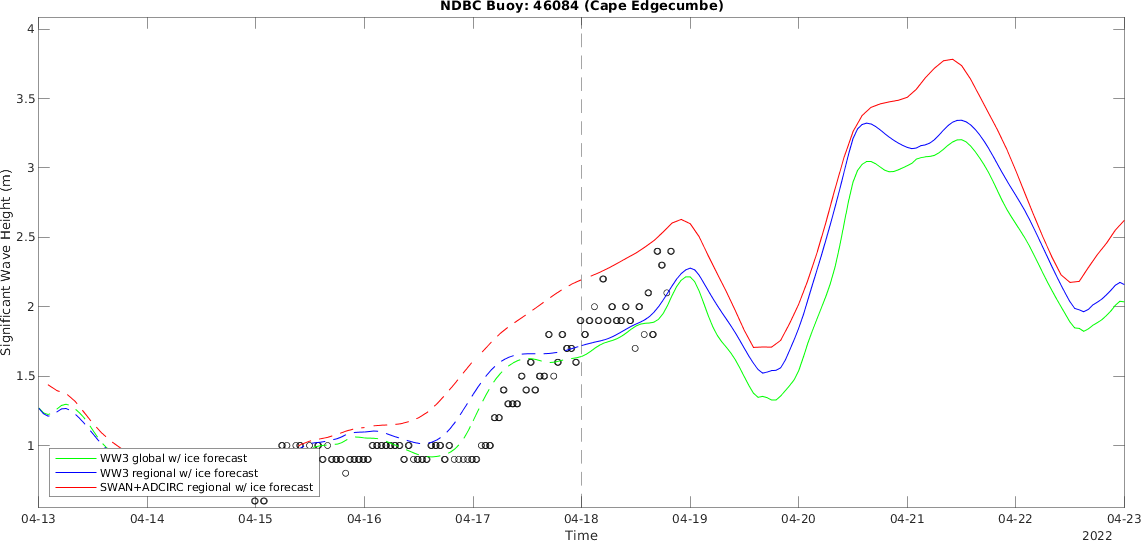 NDBC Buoy: 46084 (Cape Edgecumbe)
4
3.5
3
2.5
2
1.5
1
Significant Wave Height (m)
WW3 global w/ ice forecast
WW3 regional w/ ice forecast
SWAN+ADCIRC regional w/ ice forecast
04-13 04-14 04-15 04-16 04-17 04-18 04-19 04-20 04-21 04-22 04-23
Time
2022